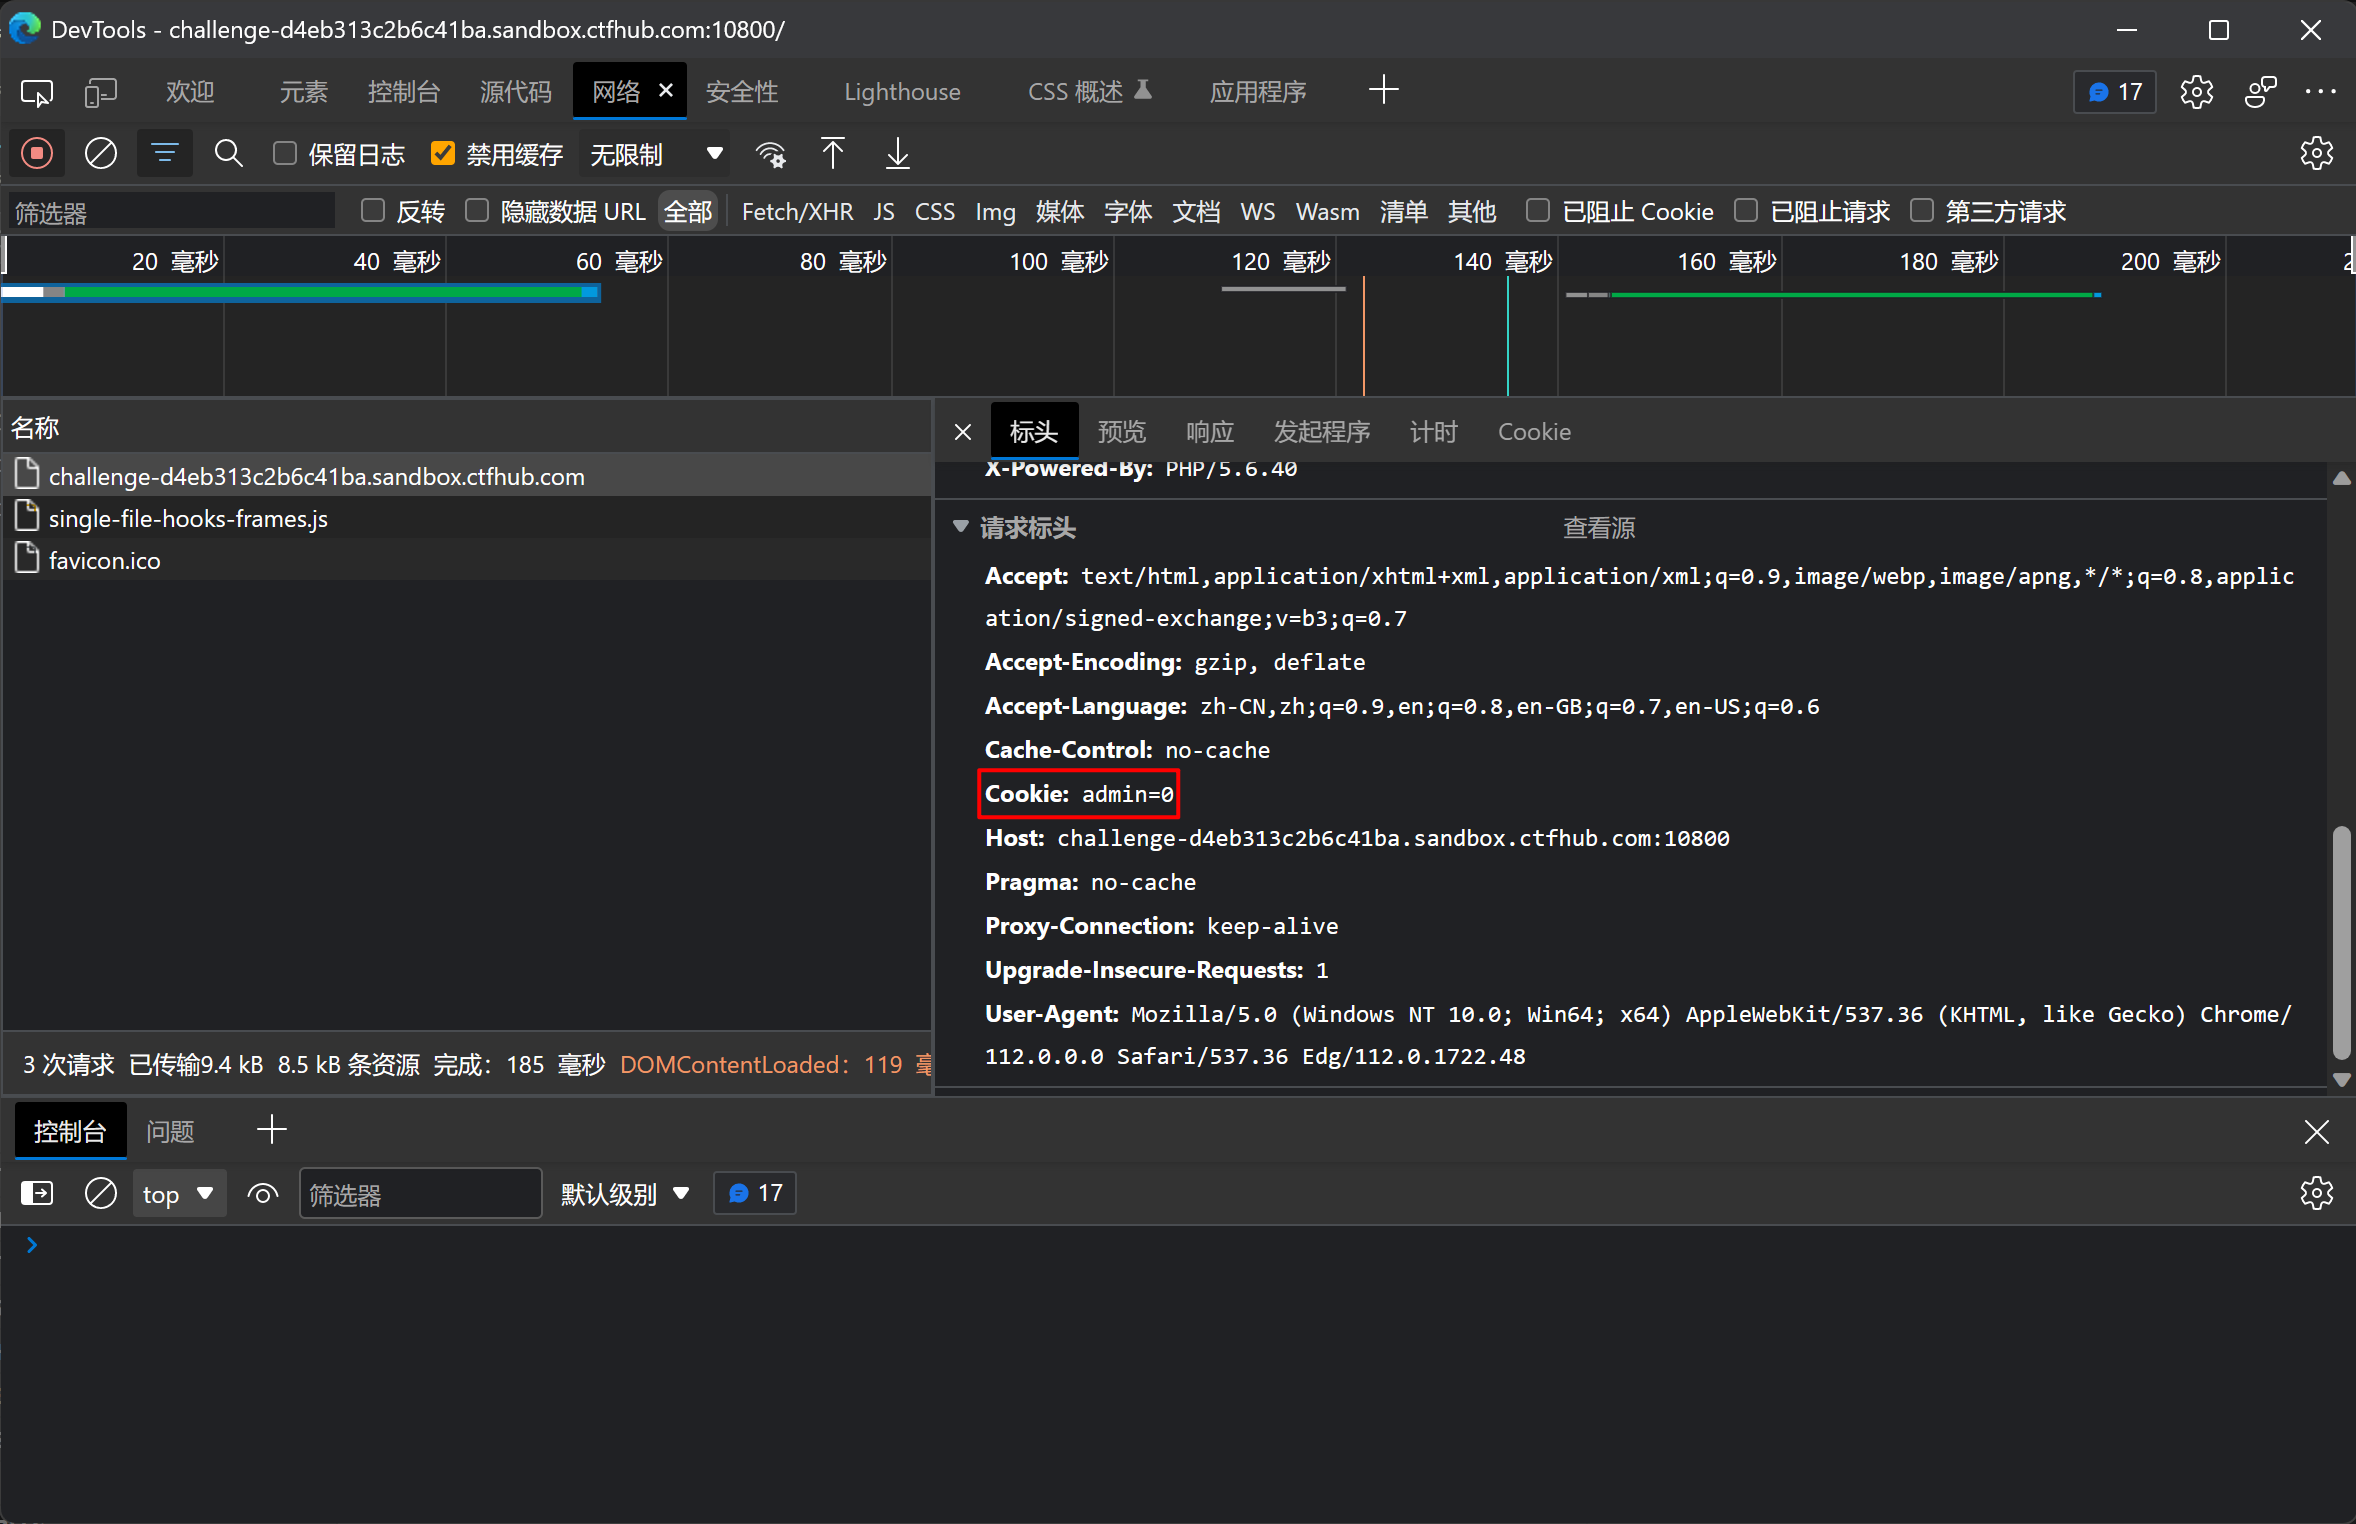 DevTools - challenge-d4eb313c2b6c41ba.sandbox.ctfhub.com:10800/
欢迎 元素 控制台 源代码 网络 安全性 Lighthouse CSS 概述 应用程序 17
保留日志 禁用缓存 无限制
筛选器 反转 隐藏数据 URL 全部 Fetch/XHR JS CSS Img 媒体 字体 文档 WS Wasm 清单 其他 已阻止 Cookie 已阻止请求 第三方请求
20 毫秒 40 毫秒 60 毫秒 80 毫秒 100 毫秒 120 毫秒 140 毫秒 160 毫秒 180 毫秒 200 毫秒
名称
challenge-d4eb313c2b6c41ba.sandbox.ctfhub.com
single-file-hooks-frames.js
favicon.ico
3 次请求 已传输9.4 kB 8.5 kB 条资源 完成：185 毫秒 DOMContentLoaded：119 毫
标头 预览 响应 发起程序 计时 Cookie
X-Powered-By: PHP/5.6.40
请求标头 查看源
Accept: text/html,application/xhtml+xml,application/xml;q=0.9,image/webp,image/apng,*/*;q=0.8,applic
ation/signed-exchange;v=b3;q=0.7
Accept-Encoding: gzip, deflate
Accept-Language: zh-CN,zh;q=0.9,en;q=0.8,en-GB;q=0.7,en-US;q=0.6
Cache-Control: no-cache
Cookie: admin=0
Host: challenge-d4eb313c2b6c41ba.sandbox.ctfhub.com:10800
Pragma: no-cache
Proxy-Connection: keep-alive
Upgrade-Insecure-Requests: 1
User-Agent: Mozilla/5.0 (Windows NT 10.0; Win64; x64) AppleWebKit/537.36 (KHTML, like Gecko) Chrome/
112.0.0.0 Safari/537.36 Edg/112.0.1722.48
控制台 问题
top 筛选器 默认级别 17